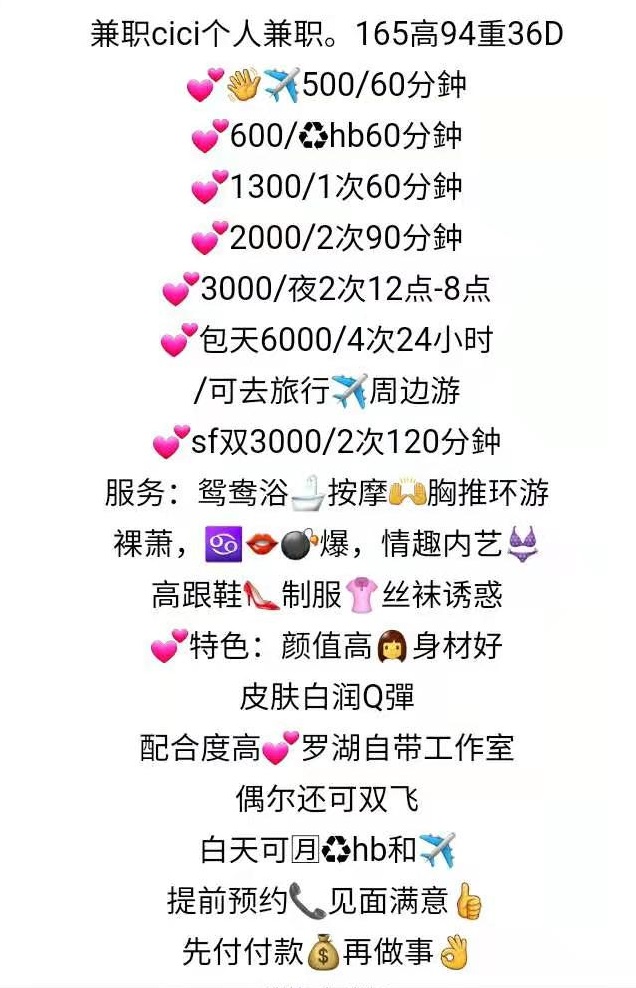 兼职cici个人兼职。165高94重36D
💕👋✈️500/60分鐘
💕600/♻hb60分鐘
💕1300/1次60分鐘
💕2000/2次90分鐘
💕3000/夜2次12点-8点
💕包天6000/4次24小时
/可去旅行✈️周边游
💕sf双3000/2次120分鐘
服务：鸳鸯浴🛁按摩🙌胸推环游
裸萧，♋👄💣爆，情趣内艺👙
高跟鞋👠制服👚丝袜诱惑
💕特色：颜值高👩身材好
皮肤白润Q彈
配合度高💕罗湖自带工作室
偶尔还可双飞
白天可🈷♻hb和✈️
提前预约📞见面满意👍
先付付款💰再做事👌